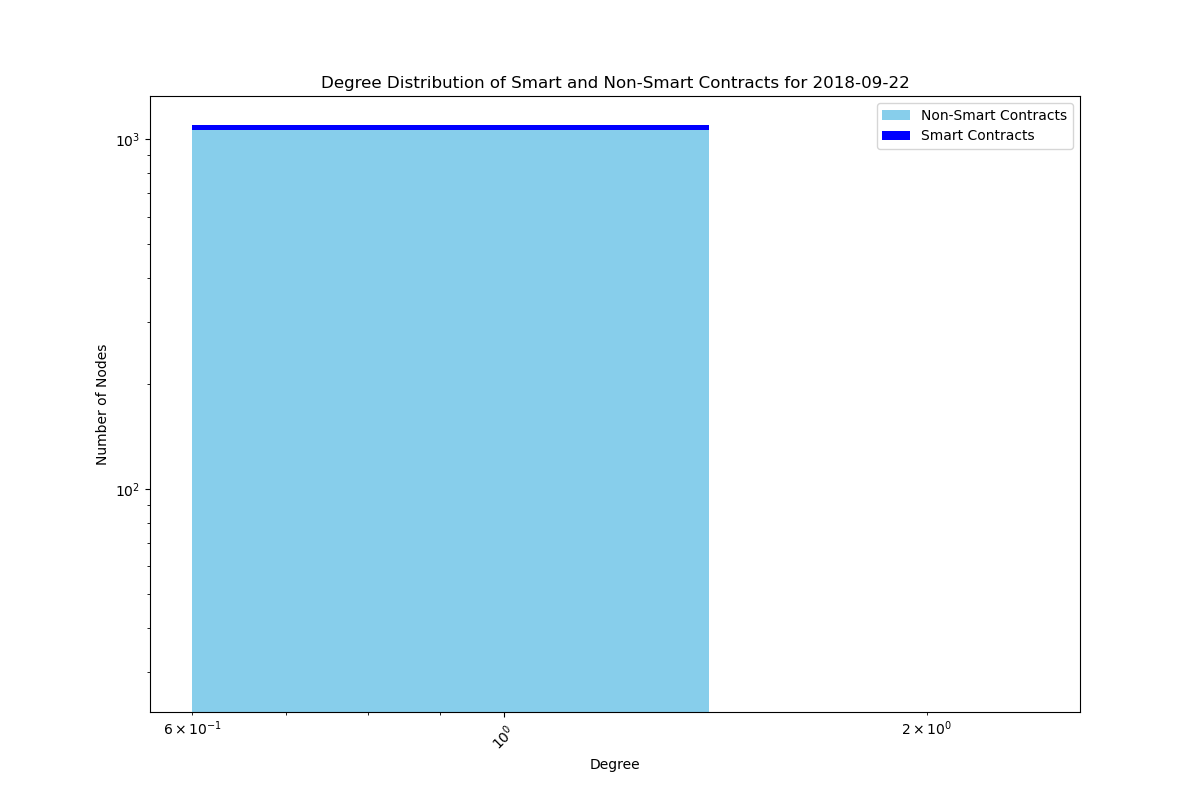 Degree Distribution of Smart and Non-Smart Contracts for 2018-09-22
Non-Smart Contracts
Smart Contracts
Number of Nodes
10³
10²
6 × 10⁻¹
10⁰
2 × 10⁰
Degree